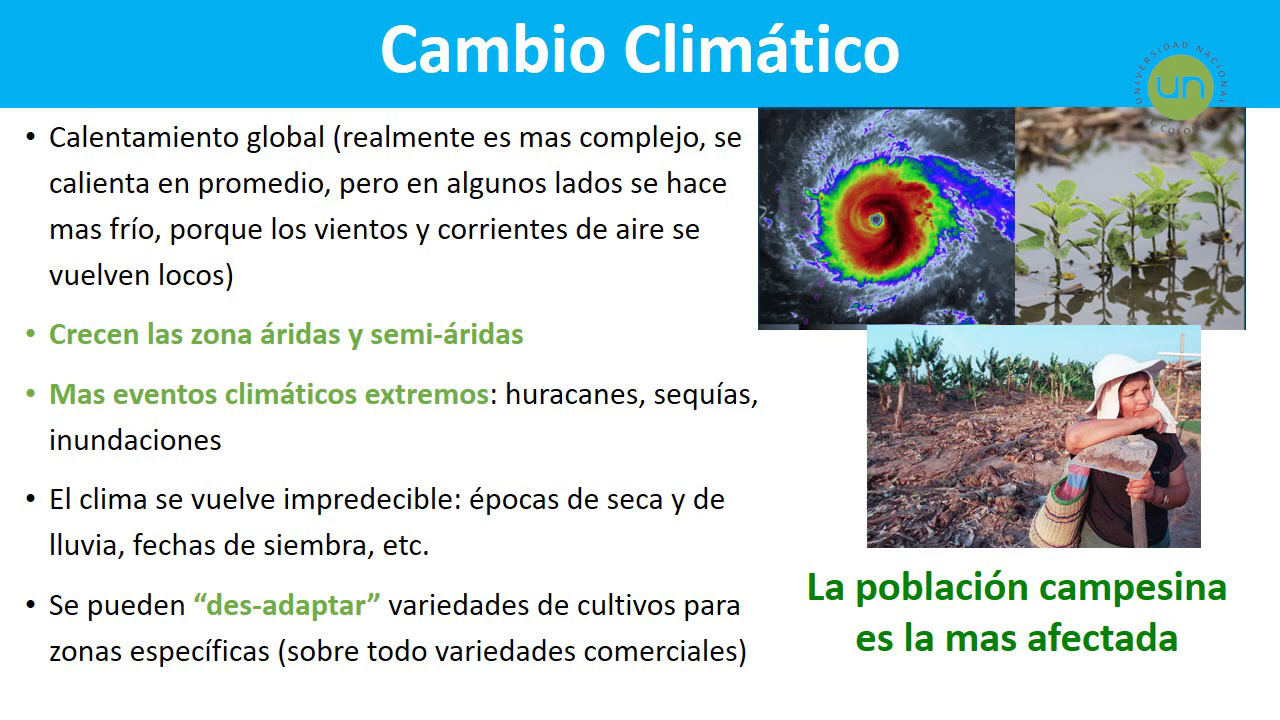 Cambio Climático
UNIVERSIDAD NACIONAL
un
• Calentamiento global (realmente es mas complejo, se
calienta en promedio, pero en algunos lados se hace
mas frío, porque los vientos y corrientes de aire se
vuelven locos)
• Crecen las zona áridas y semi-áridas
• Mas eventos climáticos extremos: huracanes, sequías,
inundaciones
• El clima se vuelve impredecible: épocas de seca y de
lluvia, fechas de siembra, etc.
• Se pueden “des-adaptar” variedades de cultivos para
zonas específicas (sobre todo variedades comerciales)
La población campesina
es la mas afectada